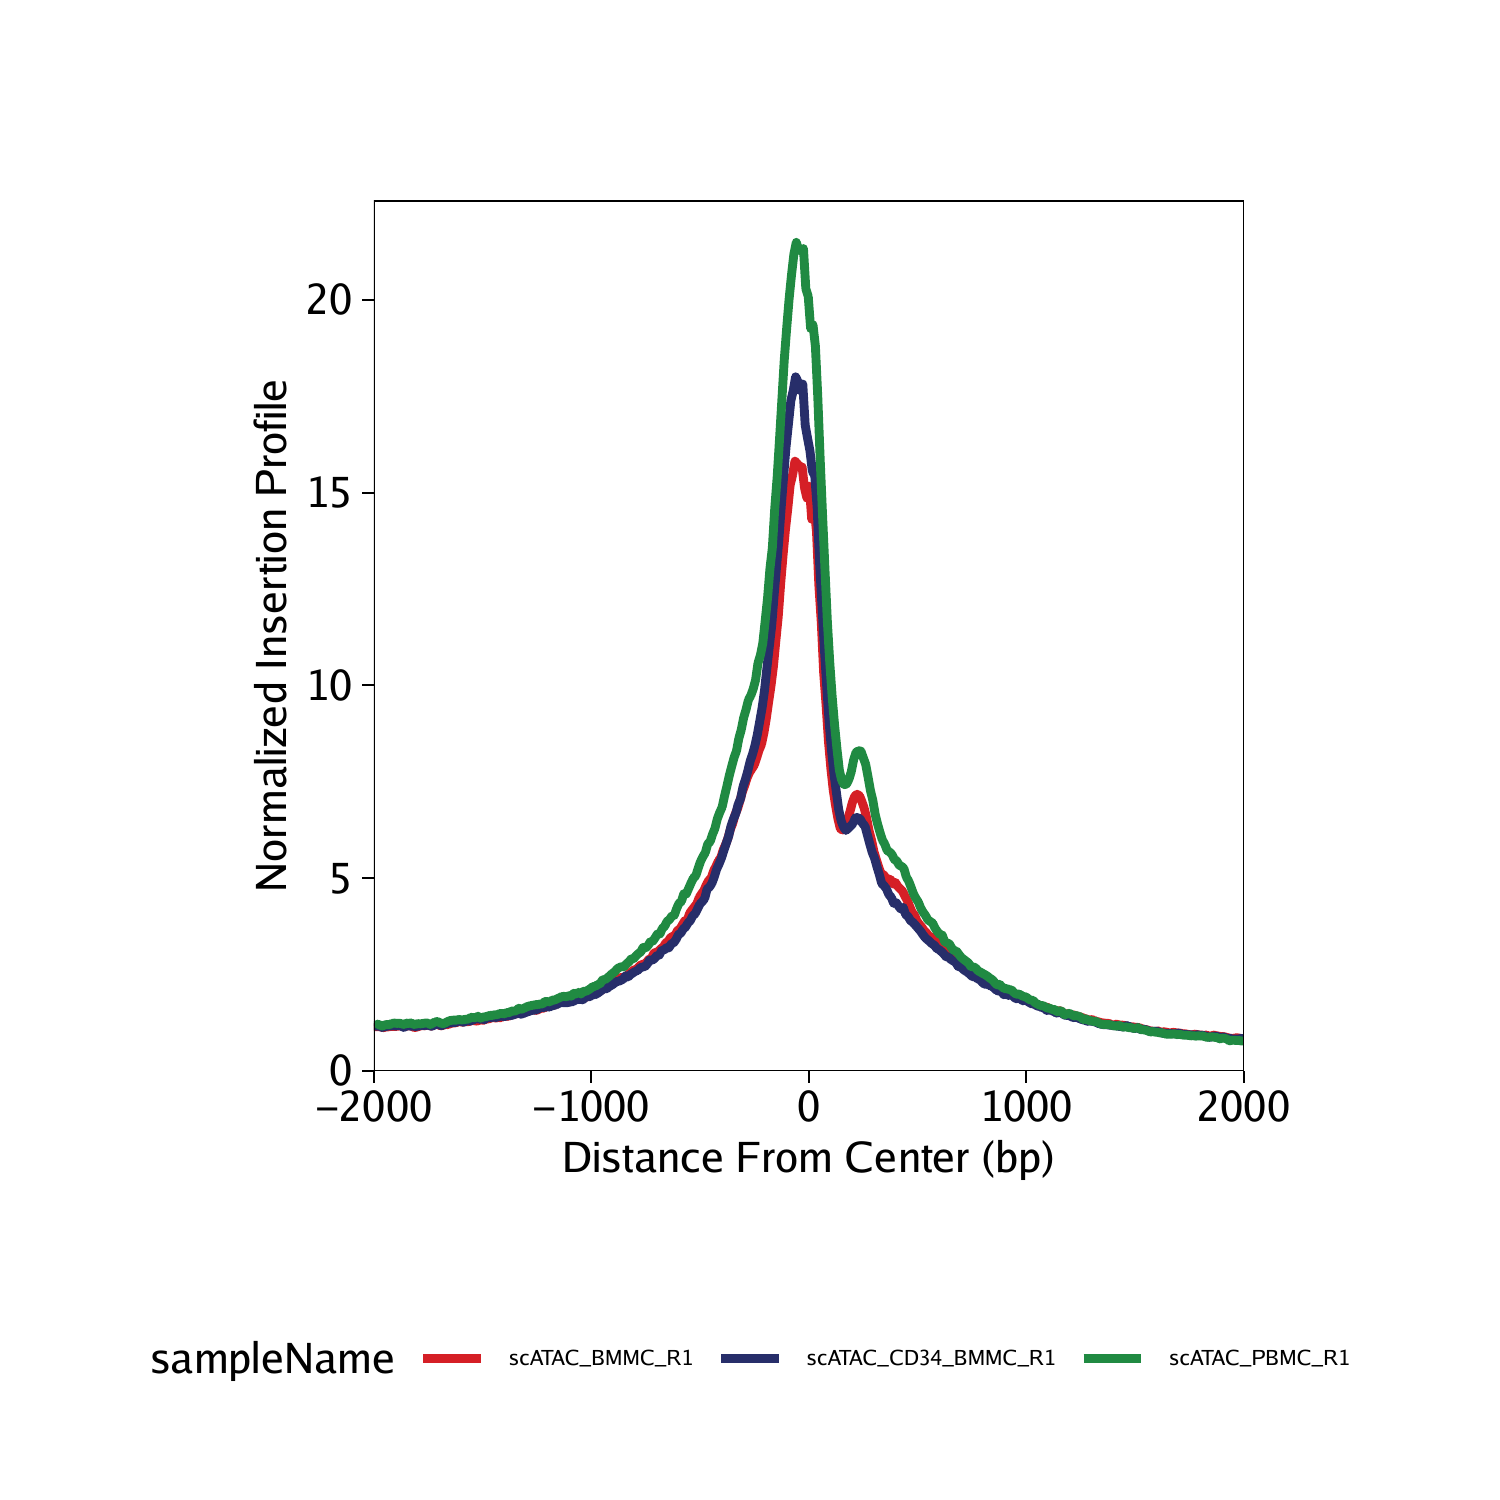 Normalized Insertion Profile
20
15
10
5
0
−2000 −1000 0 1000 2000
Distance From Center (bp)
sampleName scATAC_BMMC_R1 scATAC_CD34_BMMC_R1 scATAC_PBMC_R1